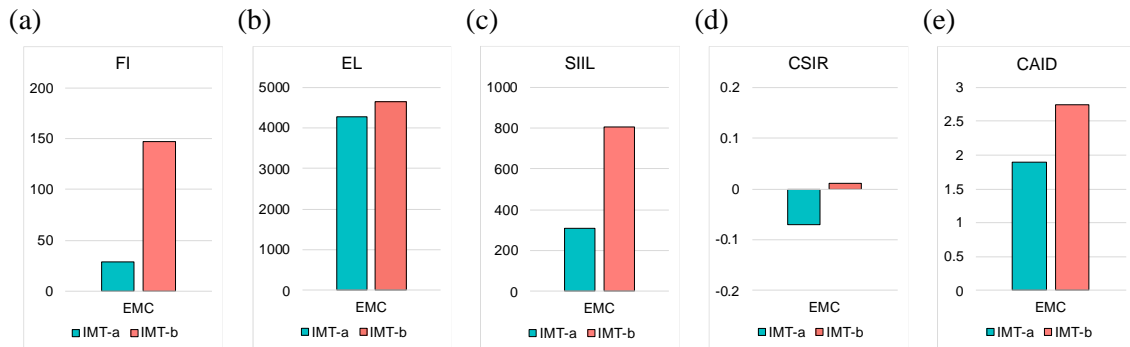 (a)
FI
200
150
100
50
0
EMC
IMT-a IMT-b
(b)
EL
5000
4000
3000
2000
1000
0
EMC
IMT-a IMT-b
(c)
SIIL
1000
800
600
400
200
0
EMC
IMT-a IMT-b
(d)
CSIR
0.2
0.1
0
-0.1
-0.2
EMC
IMT-a IMT-b
(e)
CAID
3
2.5
2
1.5
1
0.5
0
EMC
IMT-a IMT-b